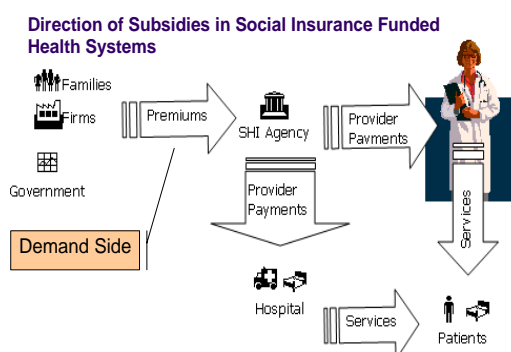 Direction of Subsidies in Social Insurance Funded
Health Systems
Families
Firms
Government
Premiums
SHI Agency
Provider
Payments
Provider
Payments
Services
Demand Side
Hospital
Services
Patients